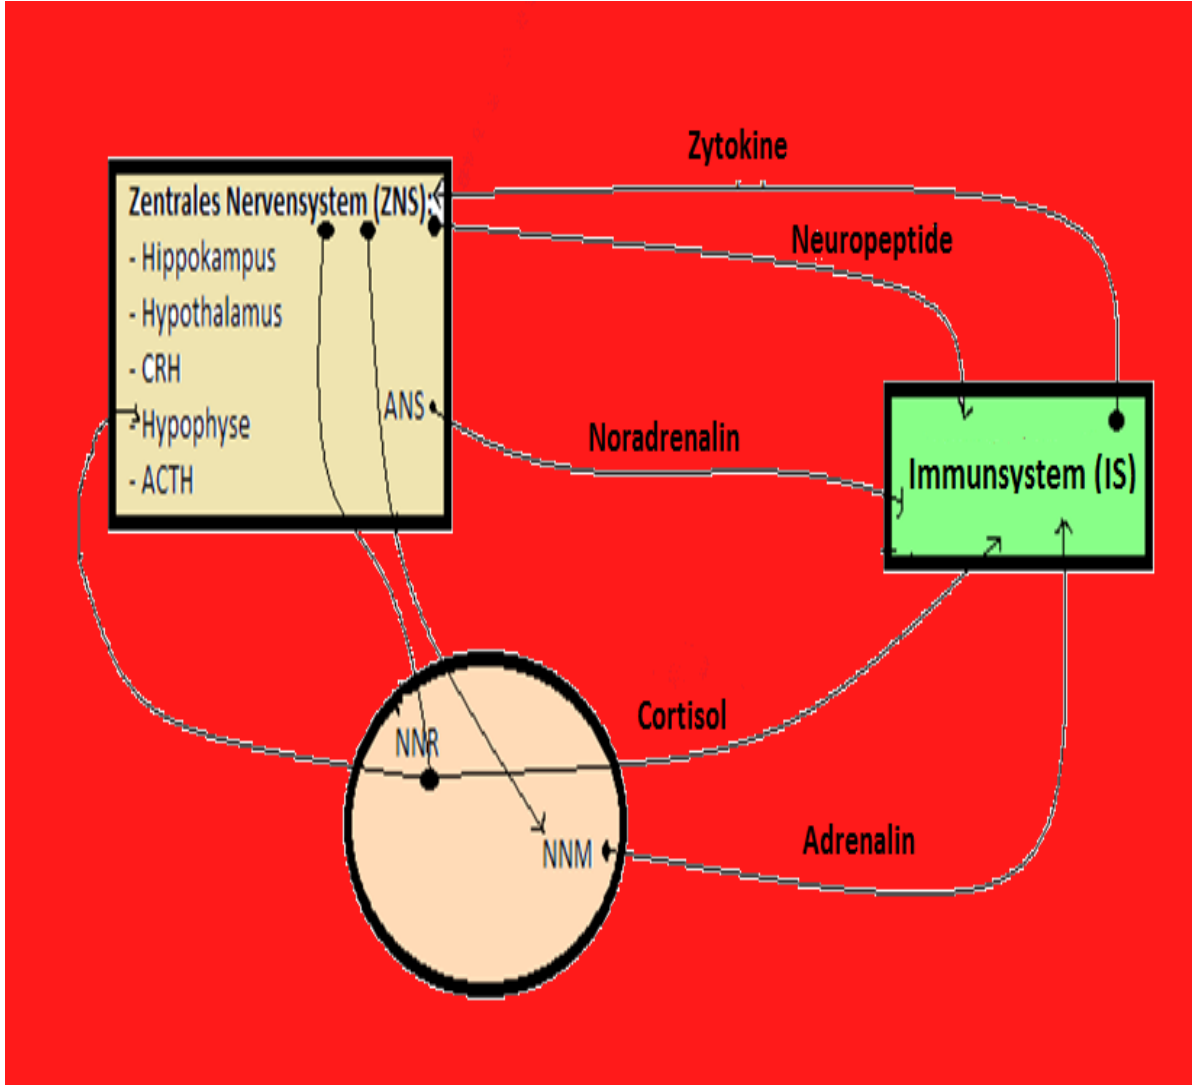 Zytokine
Zentrales Nervensystem (ZNS):
Neuropeptide
- Hippokampus
- Hypothalamus
- CRH
ANS
- Hypophyse
- ACTH
Noradrenalin
Immunsystem (IS)
Cortisol
NNR
Adrenalin
NNM